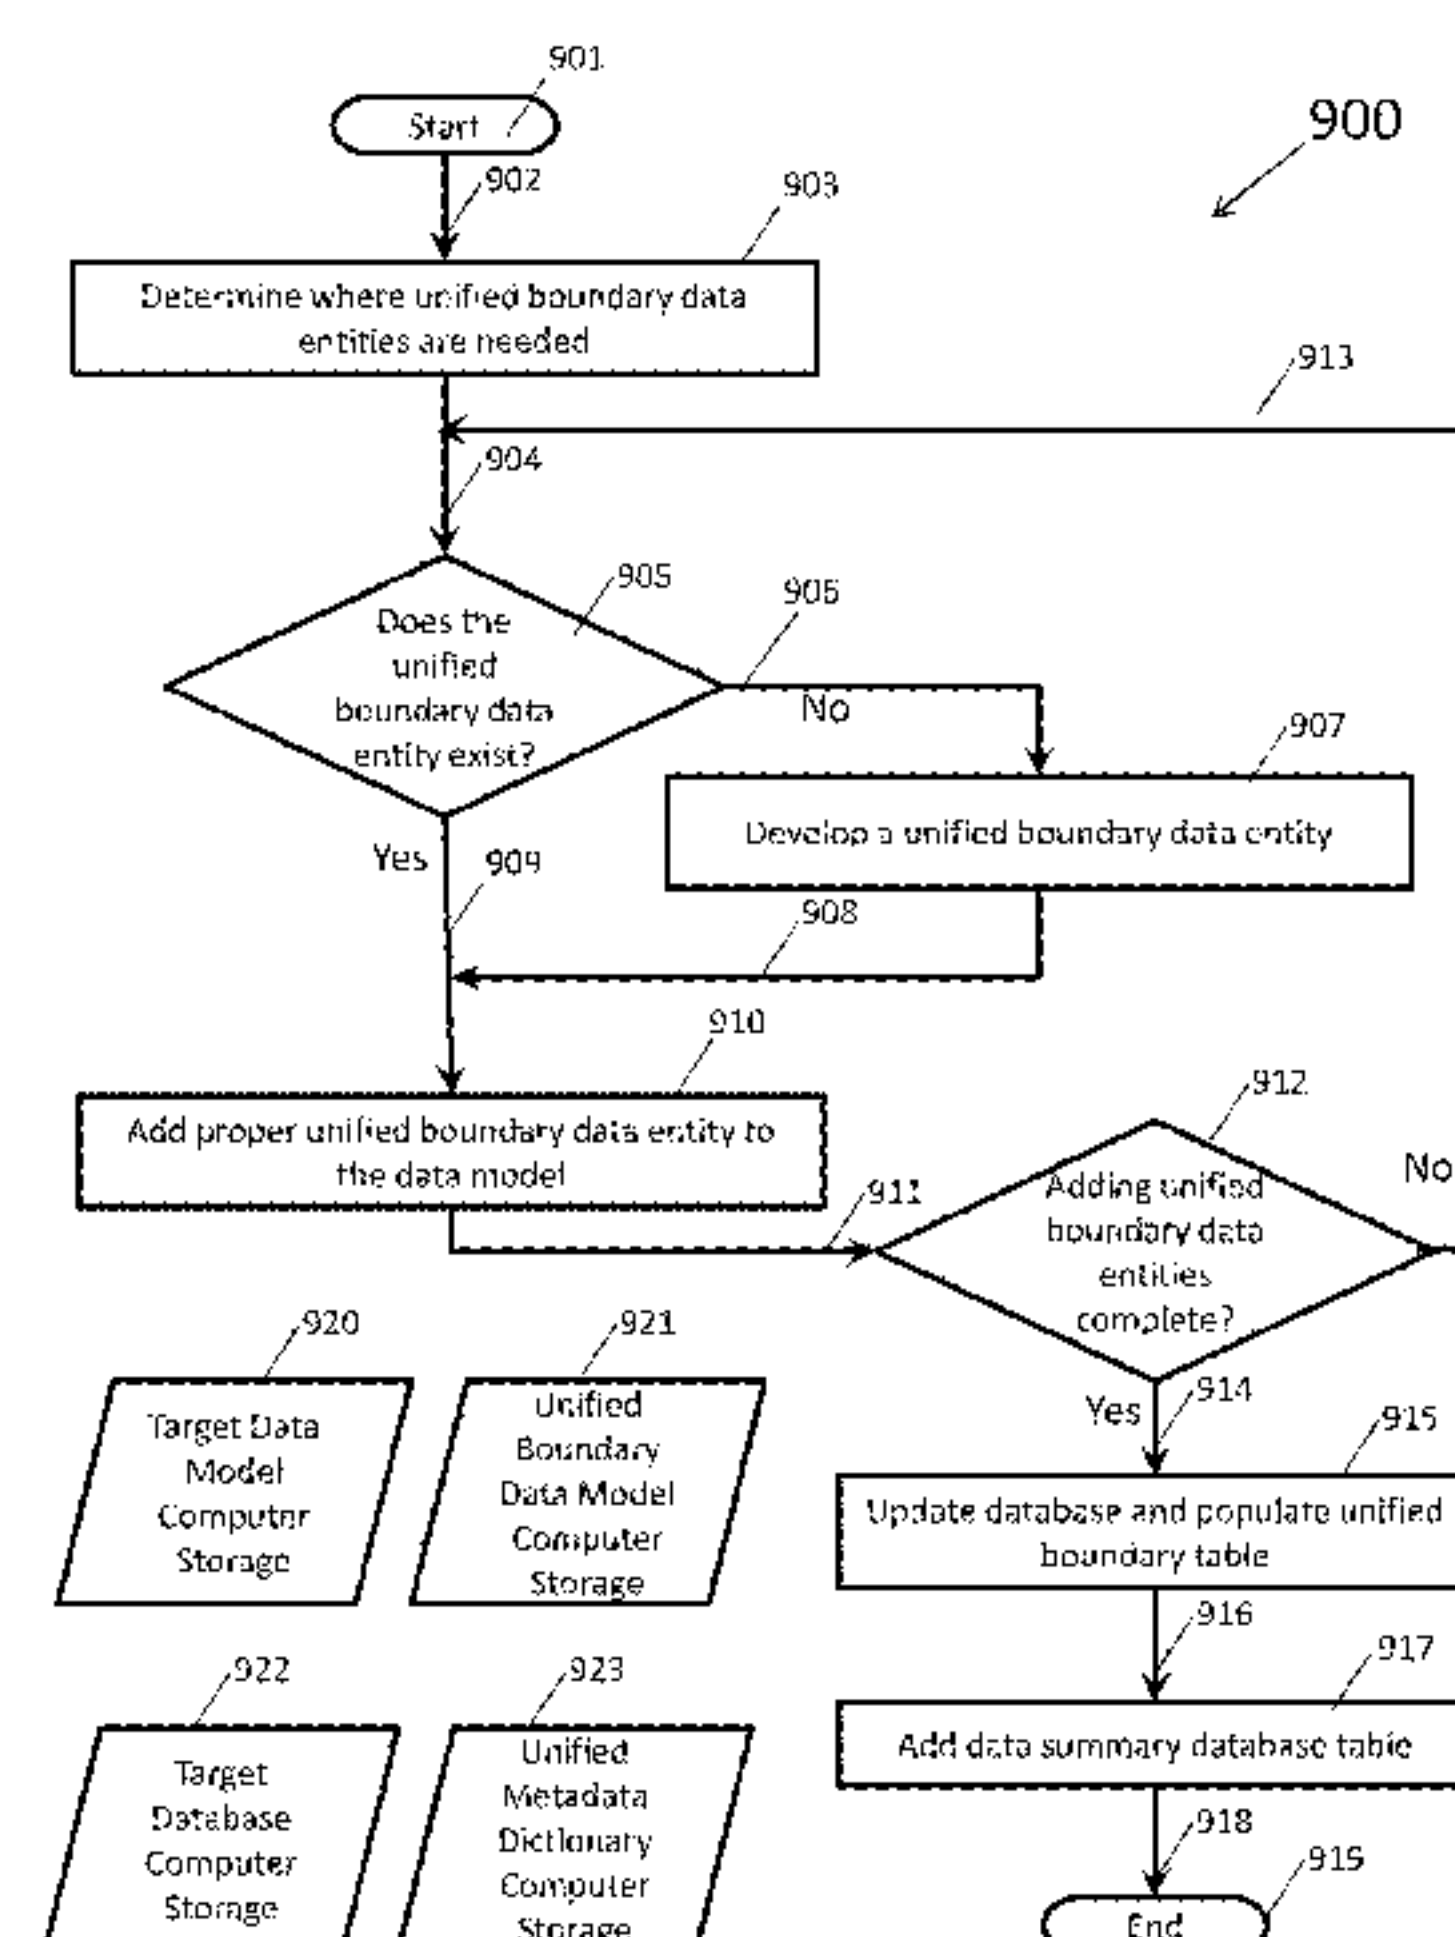 901
Start
900
902
903
Determine where unified boundary data
entities are needed
913
904
905
906
Does the
unified
boundary data
entity exist?
No
907
Develop a unified boundary data entity
Yes
909
908
910
912
Add proper unified boundary data entity to
the data model
No
911
Adding unified
boundary data
entities
complete?
920
921
914
Yes
915
Target Data
Model
Computer
Storage
Unified
Boundary
Data Model
Computer
Storage
Update database and populate unified
boundary table
916
917
922
923
Add data summary database table
Target
Database
Computer
Storage
Unified
Metadata
Dictionary
Computer
Storage
918
919
End